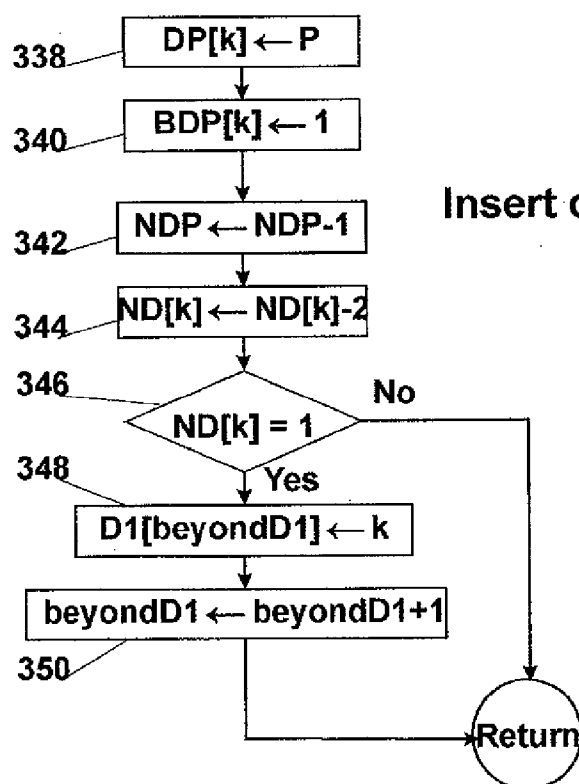 338
DP[k] ← P
340
BDP[k] ← 1
Insert
342
NDP ← NDP-1
344
ND[k] ← ND[k]-2
346
ND[k] = 1
No
Yes
348
D1[beyondD1] ← k
beyondD1 ← beyondD1+1
350
Return